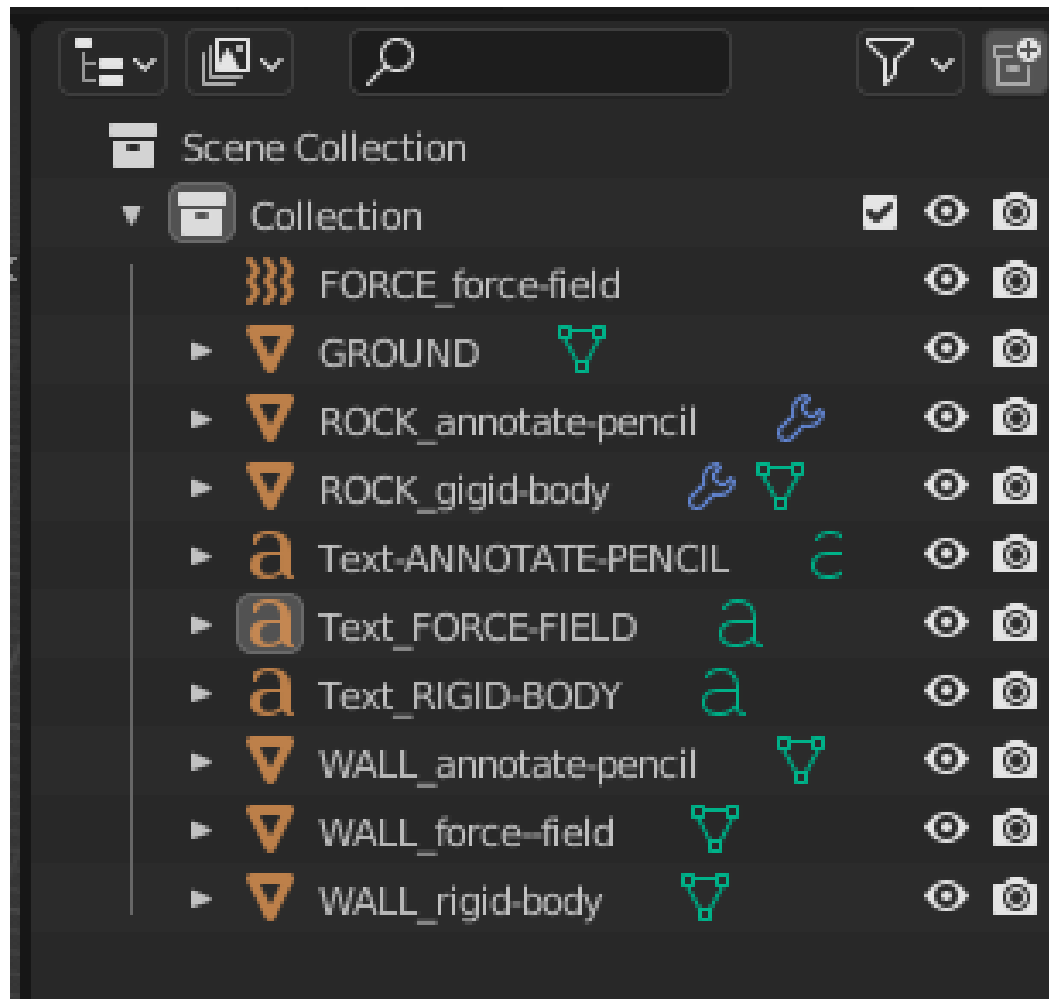 Scene Collection
Collection
FORCE_force-field
GROUND
ROCK_annotate-pencil
ROCK_gigid-body
Text-ANNOTATE-PENCIL
Text_FORCE-FIELD
Text_RIGID-BODY
WALL_annotate-pencil
WALL_force--field
WALL_rigid-body